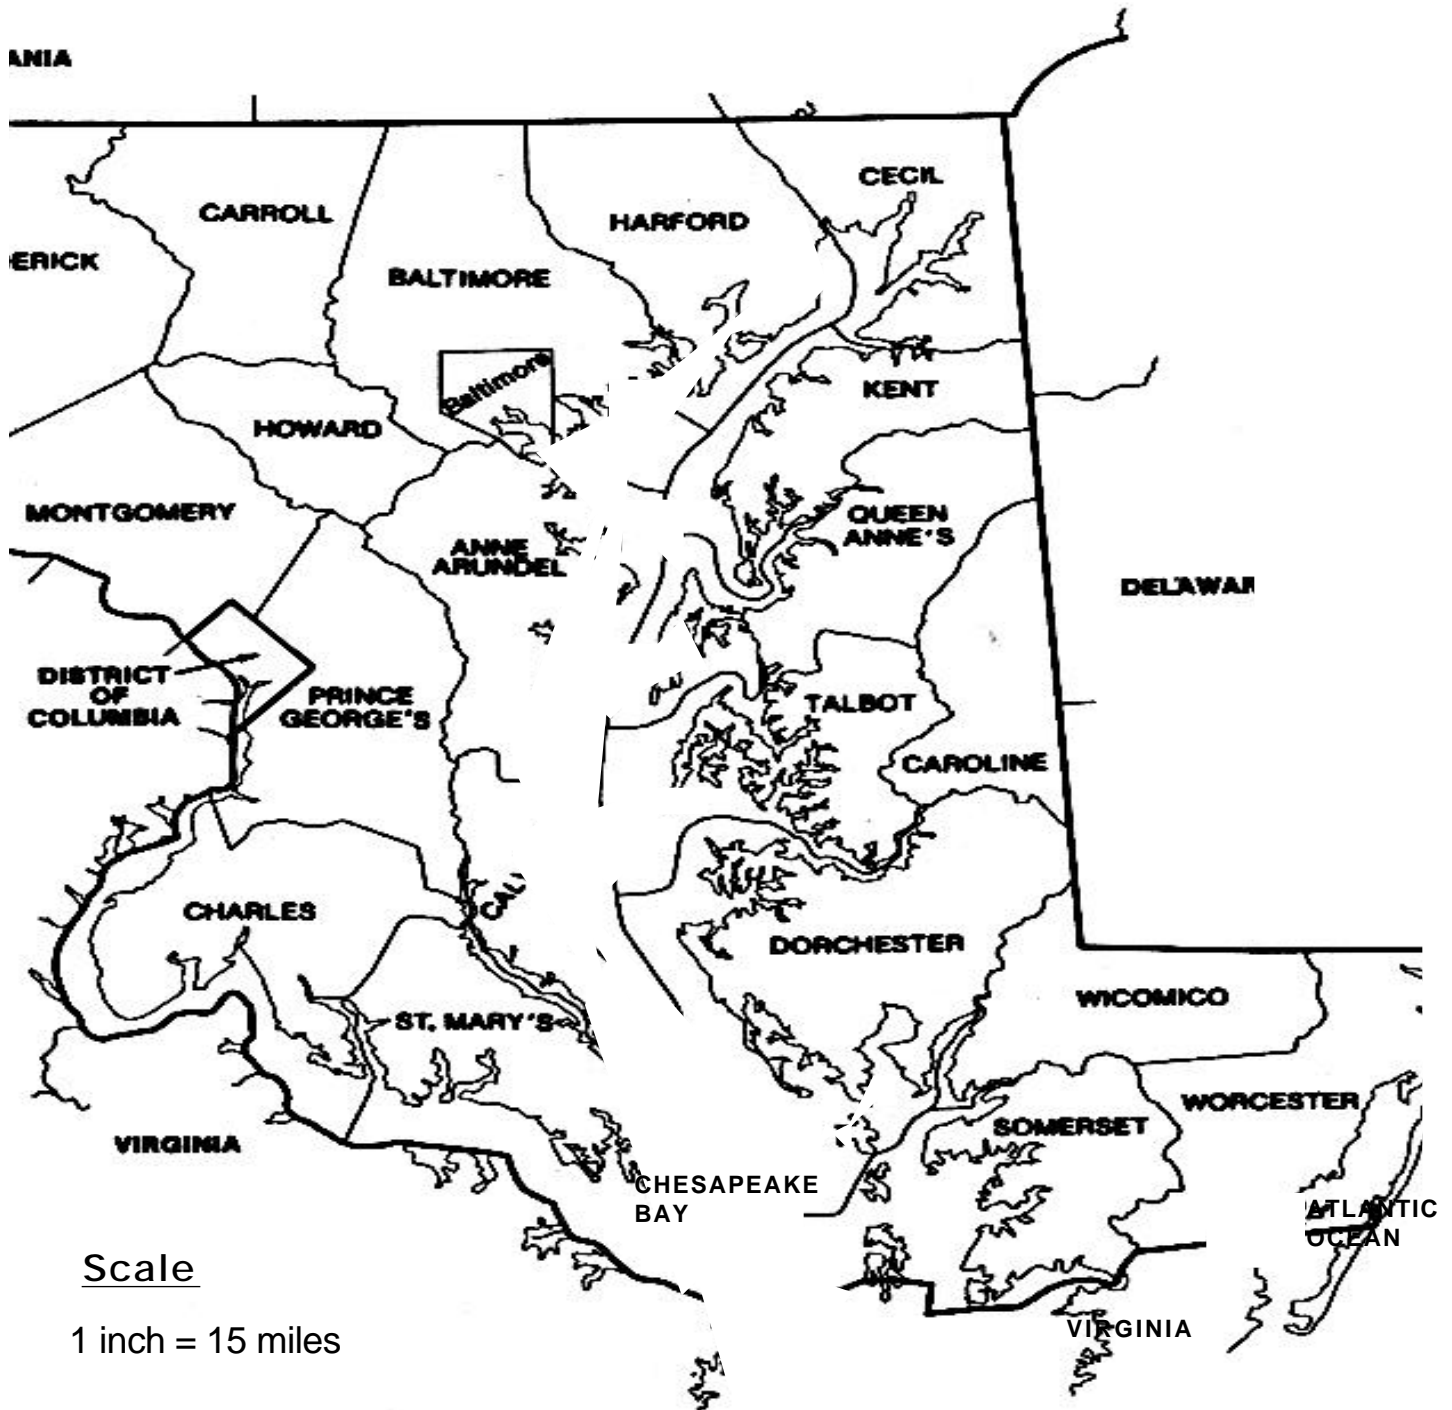 ANIA
CECIL
CARROLL
HARFORD
ERICK
BALTIMORE
Baltimore
KENT
HOWARD
MONTGOMERY
QUEEN
ANNE'S
ANNE
ARUNDEL
DELAWAR
DISTRICT
OF
COLUMBIA
PRINCE
GEORGE'S
TALBOT
CAROLINE
CAL
CHARLES
DORCHESTER
WICOMICO
ST. MARY'S
WORCESTER
SOMERSET
VIRGINIA
CHESAPEAKE
BAY
ATLANTIC
OCEAN
Scale
1 inch = 15 miles
VIRGINIA